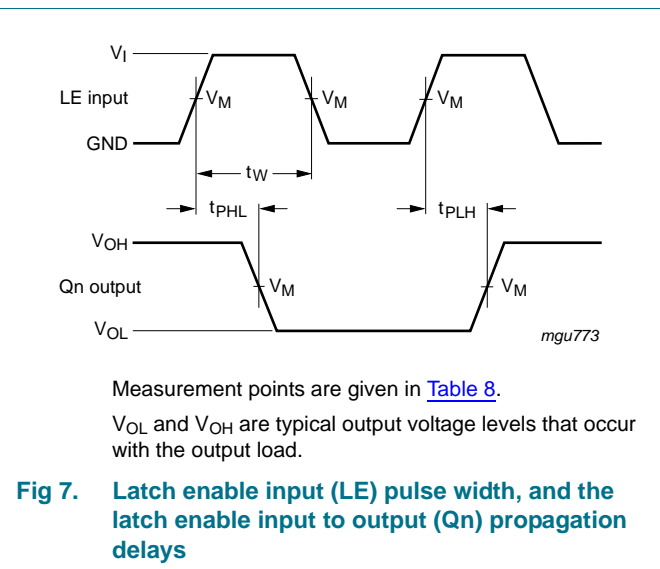 VI
LE input
VM
VM
VM
GND
tW
tPHL
tPLH
VOH
Qn output
VM
VM
VOL
mgu773
Measurement points are given in Table 8.
VOL and VOH are typical output voltage levels that occur
with the output load.
Fig 7. Latch enable input (LE) pulse width, and the
latch enable input to output (Qn) propagation
delays